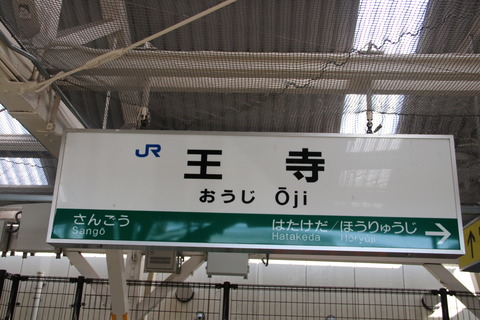 JR
王寺
おうじ Ōji
さんごう はたけだ/ほうりゅうじ
Sangō Hatakeda Hōryūji